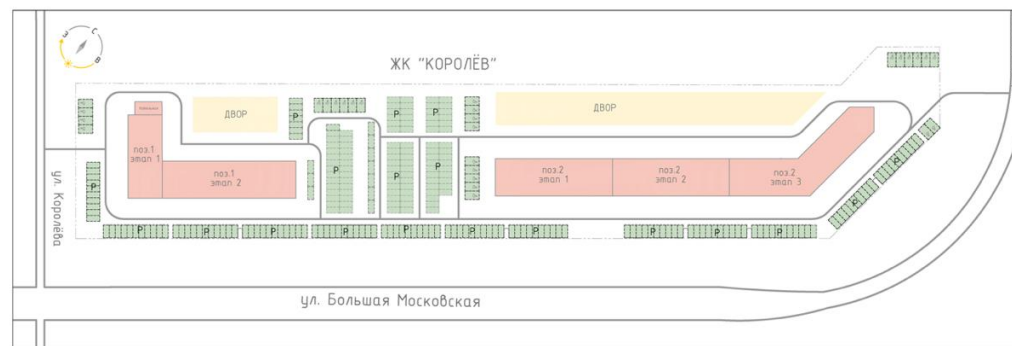 С
З
В
ЖК "КОРОЛЁВ"
ДВОР
ДВОР
Р
Р
Р
поз.1
этап 1
поз.1
этап 2
Р
Р
Р
Р
поз.2
этап 1
поз.2
этап 2
поз.2
этап 3
Р
Р
Р
ул. Королёва
Р
Р
Р
Р
Р
Р
Р
Р
Р
Р
ул. Большая Московская